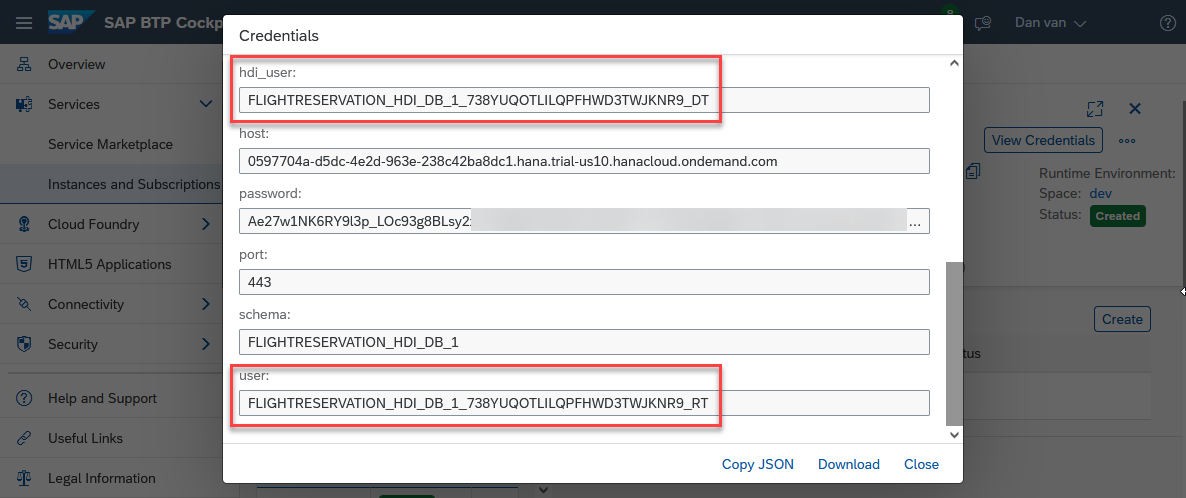 SAP
SAP BTP Cockp
8
Dan van
Credentials
Overview
Services
Service Marketplace
Instances and Subscriptions
Cloud Foundry
HTML5 Applications
Connectivity
Security
Help and Support
Useful Links
Legal Information
hdi_user:
FLIGHTRESERVATION_HDI_DB_1_738YUQOTLILQPFHWD3TWJKNR9_DT
host:
0597704a-d5dc-4e2d-963e-238c42ba8dc1.hana.trial-us10.hanacloud.ondemand.com
password:
Ae27w1NK6RY9l3p_LOc93g8BLsy2 ...
port:
443
schema:
FLIGHTRESERVATION_HDI_DB_1
user:
FLIGHTRESERVATION_HDI_DB_1_738YUQOTLILQPFHWD3TWJKNR9_RT
Copy JSON Download Close
View Credentials
Runtime Environment:
Space: dev
Status: Created
Create
tus